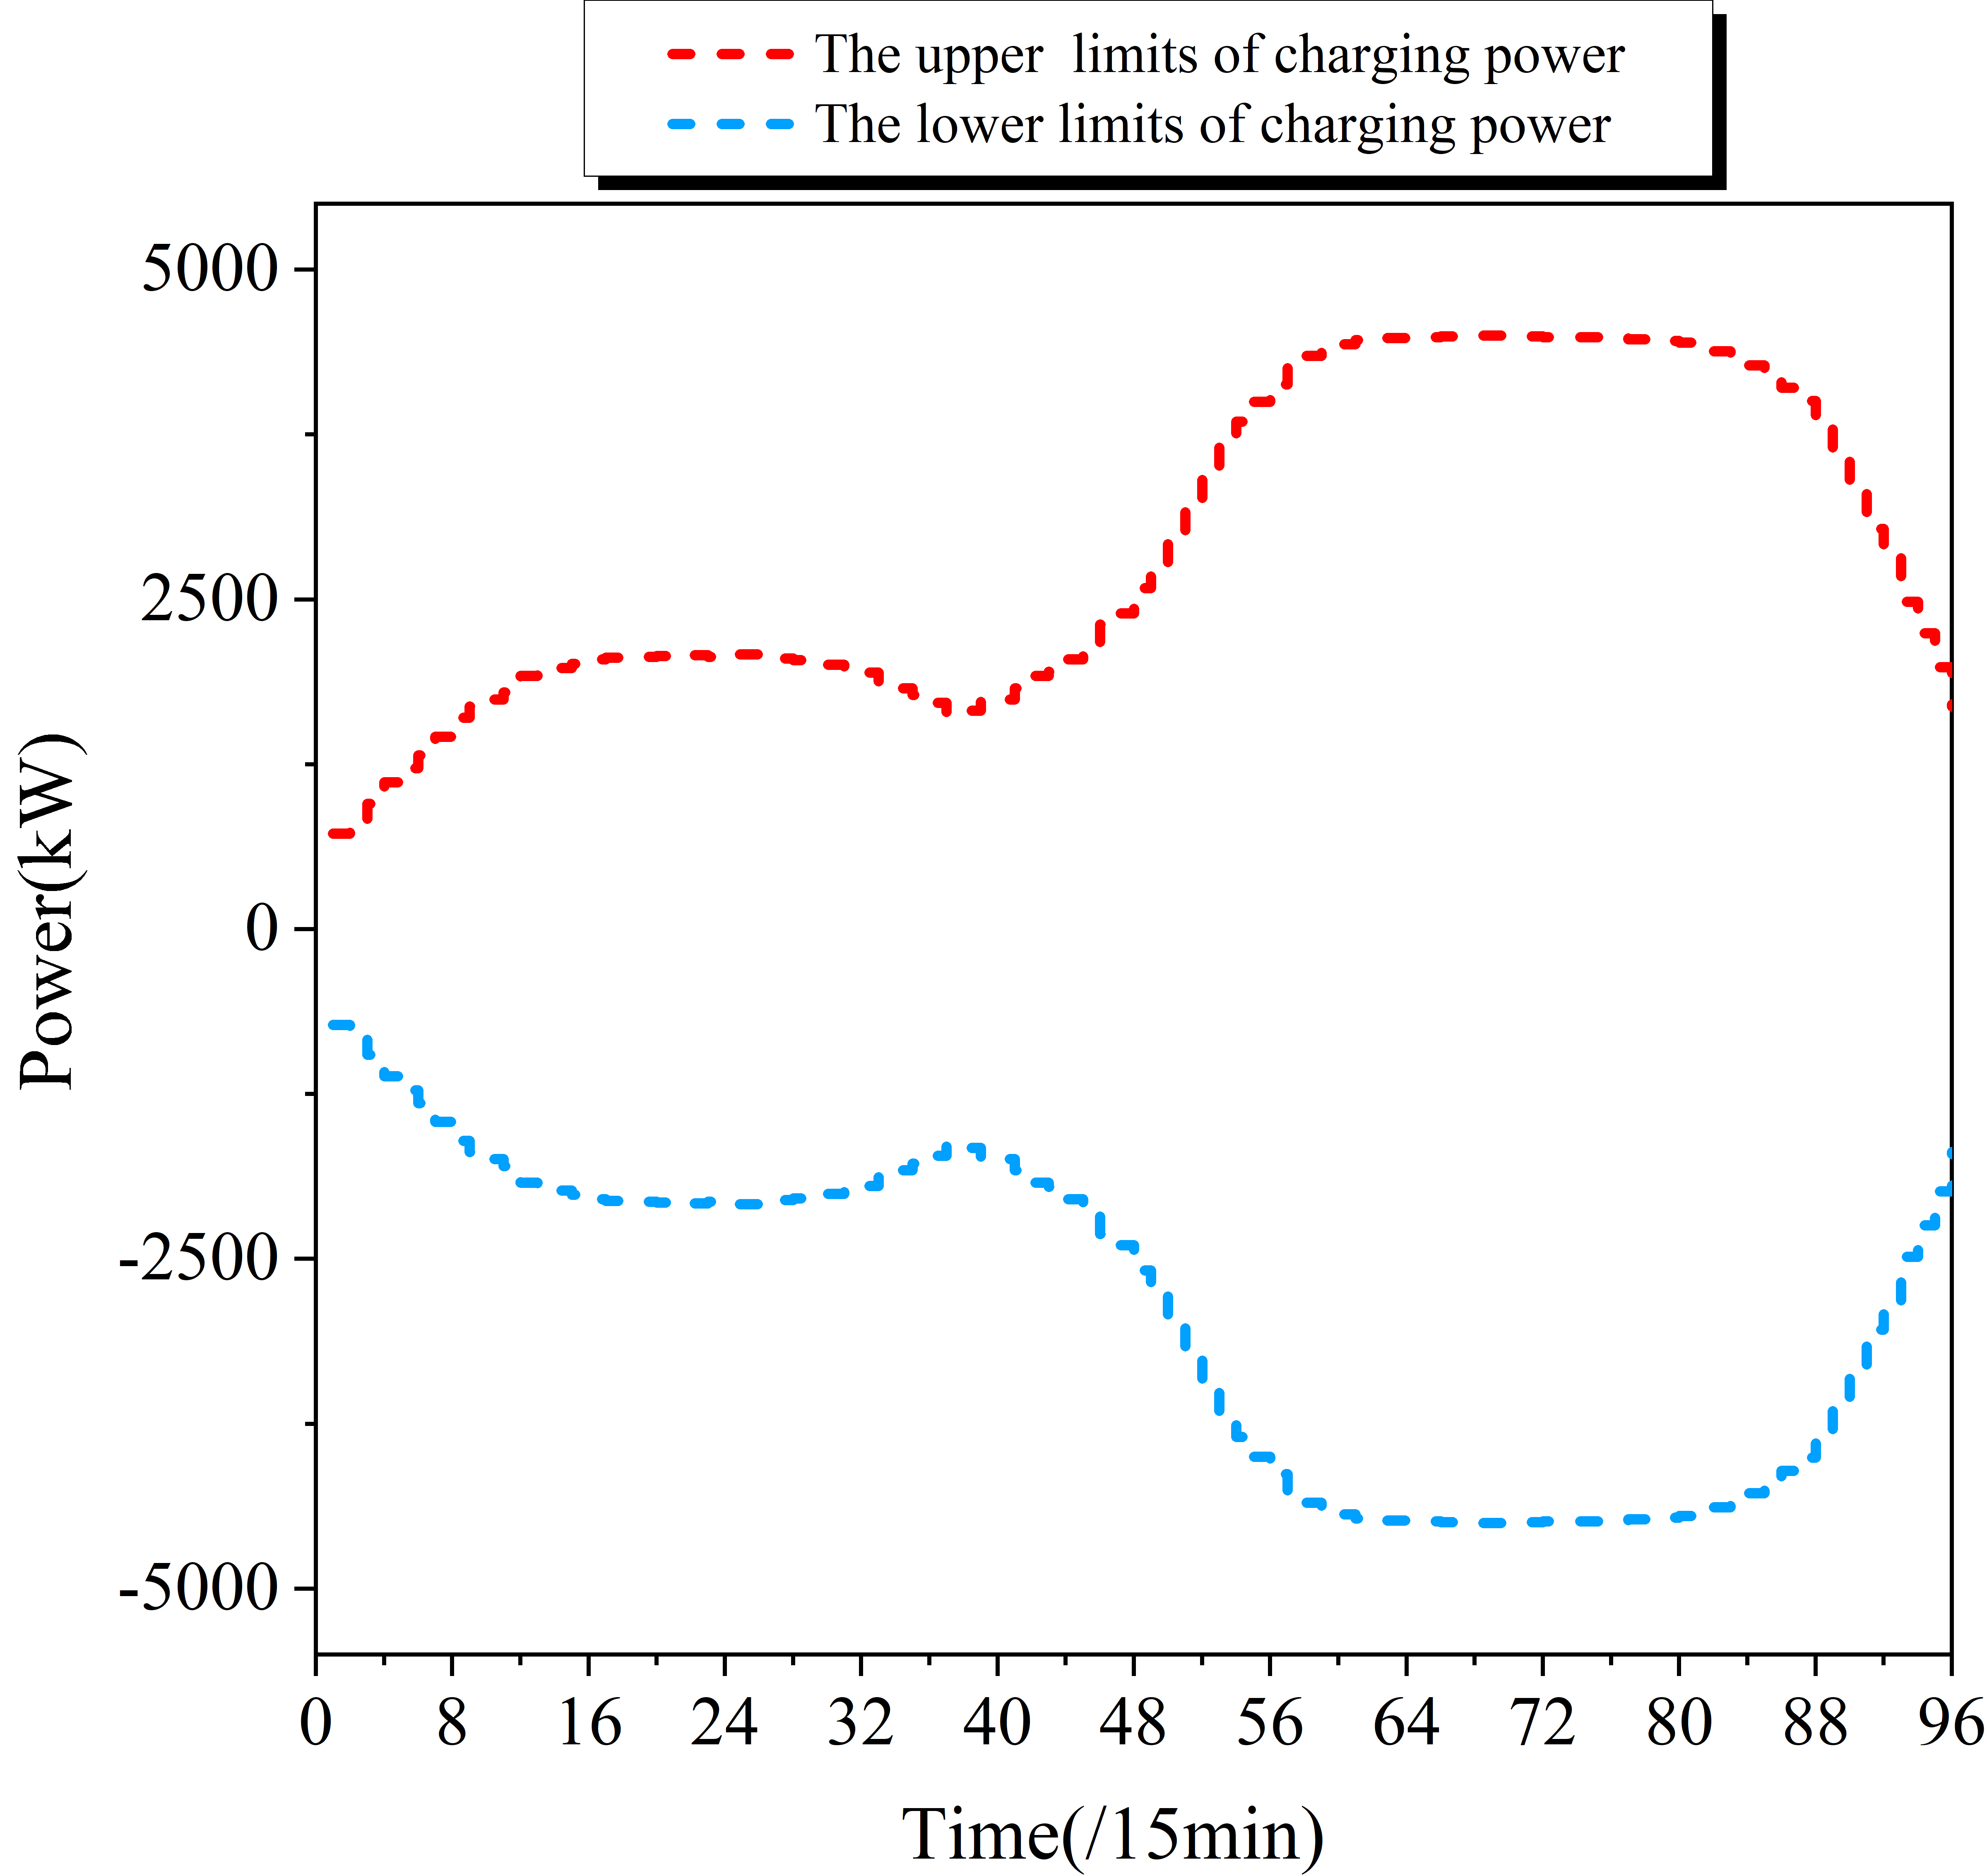 The upper limits of charging power
The lower limits of charging power
5000
2500
0
-2500
-5000
Power(kW)
0 8 16 24 32 40 48 56 64 72 80 88 96
Time(/15min)